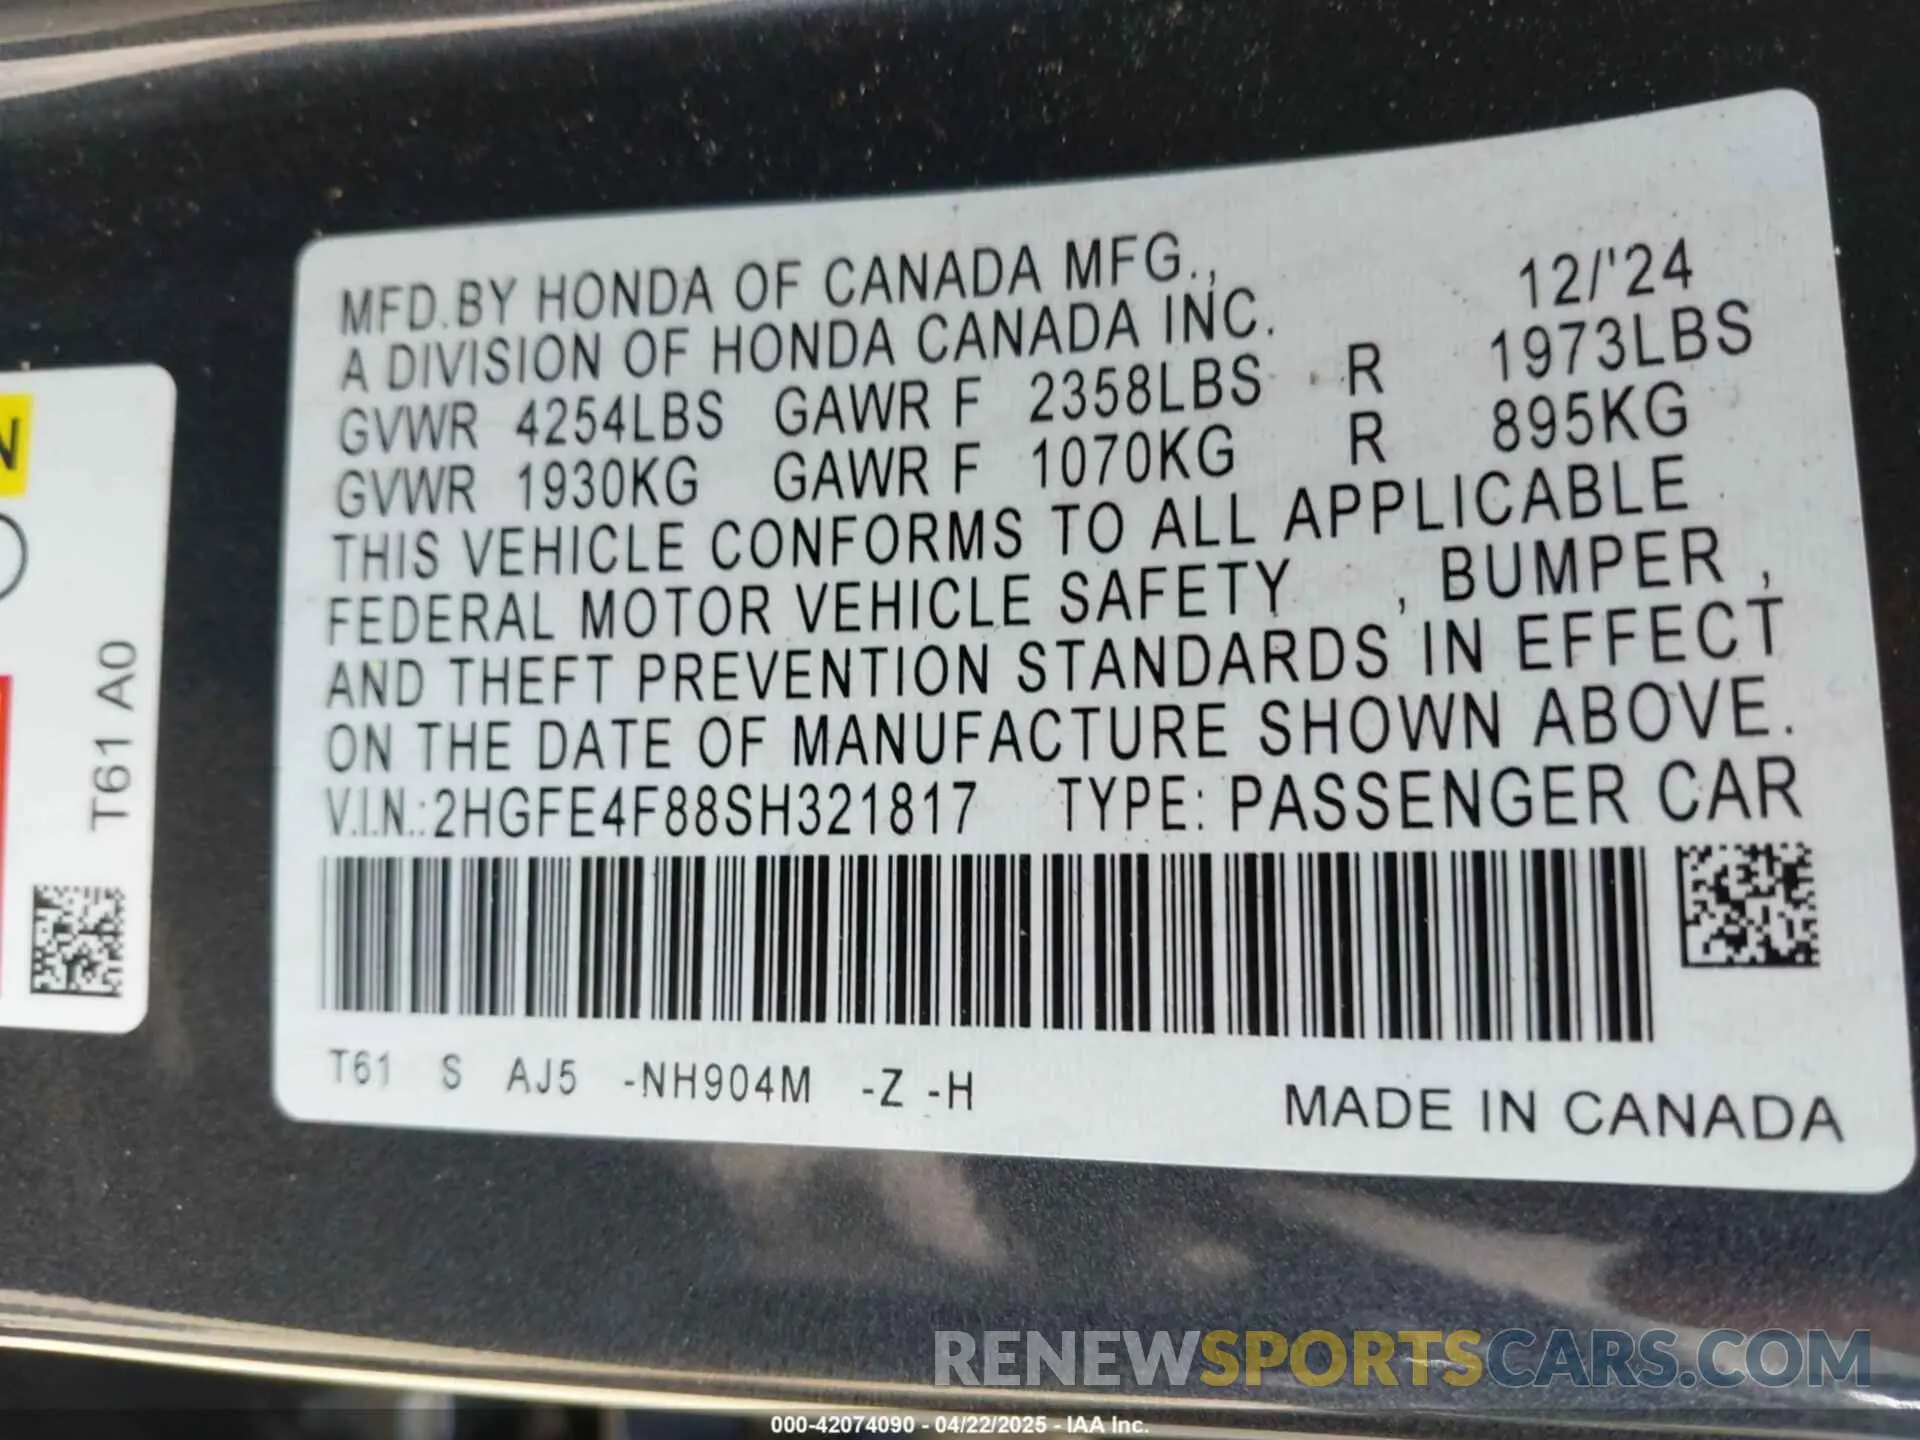 MFD.BY HONDA OF CANADA MFG., 12/'24
A DIVISION OF HONDA CANADA INC.
GVWR 4254LBS GAWR F 2358LBS R 1973LBS
GVWR 1930KG GAWR F 1070KG R 895KG
THIS VEHICLE CONFORMS TO ALL APPLICABLE
FEDERAL MOTOR VEHICLE SAFETY , BUMPER ,
AND THEFT PREVENTION STANDARDS IN EFFECT
ON THE DATE OF MANUFACTURE SHOWN ABOVE.
V.I.N.:2HGFE4F88SH321817 TYPE: PASSENGER CAR
T61 S AJ5 -NH904M -Z -H
MADE IN CANADA
N
T61 A0
RENEWSPORTSCARS.COM
000-42074090 - 04/22/2025 - IAA Inc.